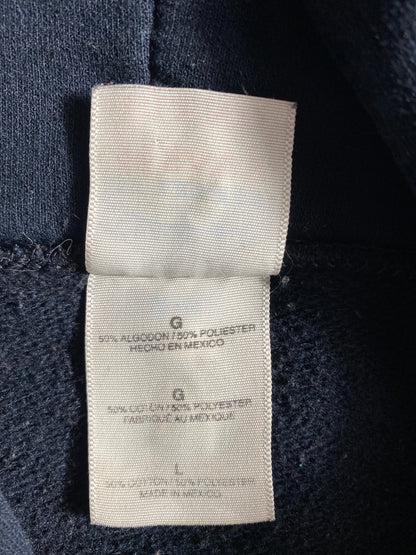 G
50% ALGODON / 50% POLIESTER
HECHO EN MEXICO
G
50% COTON / 50% POLYESTER
FABRIQUÉ AU MEXIQUE
L
50% COTTON / 50% POLYESTER
MADE IN MEXICO